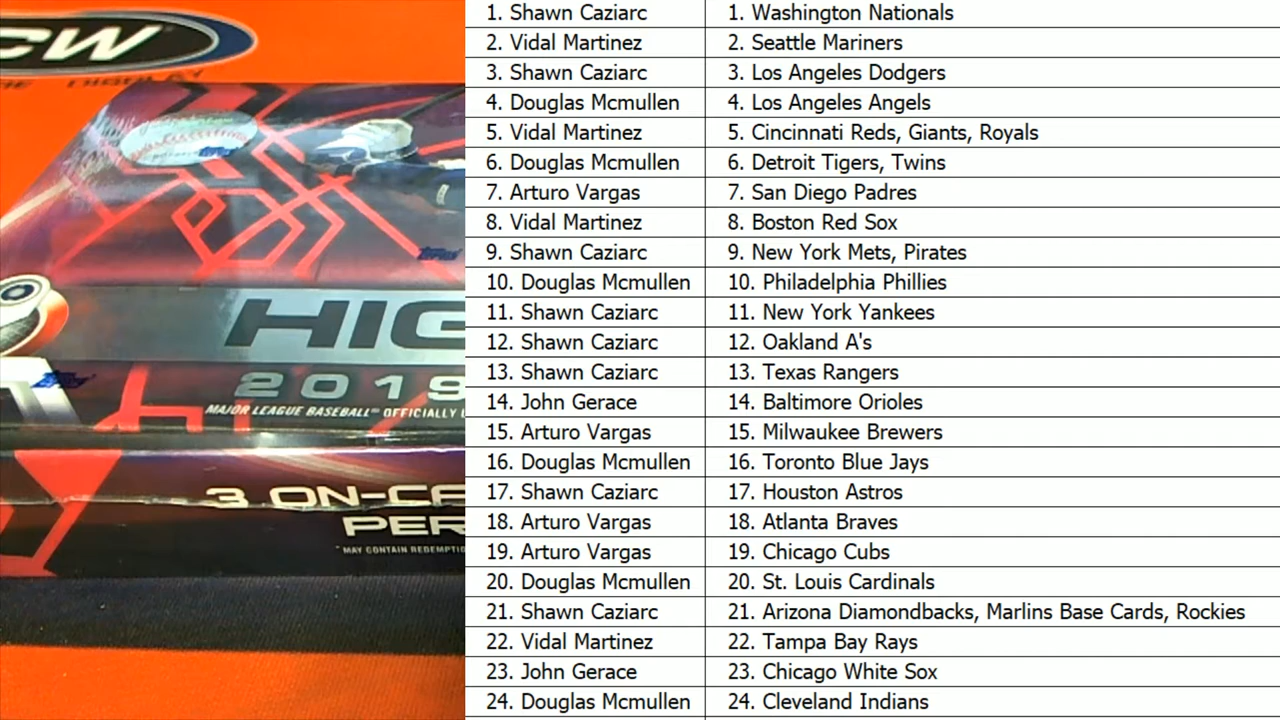 CW
HIG
2019
MAJOR LEAGUE BASEBALL® OFFICIALLY
3 ON-CA
PER
* MAY CONTAIN REDEMPTIO
1. Shawn Caziarc 1. Washington Nationals
2. Vidal Martinez 2. Seattle Mariners
3. Shawn Caziarc 3. Los Angeles Dodgers
4. Douglas Mcmullen 4. Los Angeles Angels
5. Vidal Martinez 5. Cincinnati Reds, Giants, Royals
6. Douglas Mcmullen 6. Detroit Tigers, Twins
7. Arturo Vargas 7. San Diego Padres
8. Vidal Martinez 8. Boston Red Sox
9. Shawn Caziarc 9. New York Mets, Pirates
10. Douglas Mcmullen 10. Philadelphia Phillies
11. Shawn Caziarc 11. New York Yankees
12. Shawn Caziarc 12. Oakland A's
13. Shawn Caziarc 13. Texas Rangers
14. John Gerace 14. Baltimore Orioles
15. Arturo Vargas 15. Milwaukee Brewers
16. Douglas Mcmullen 16. Toronto Blue Jays
17. Shawn Caziarc 17. Houston Astros
18. Arturo Vargas 18. Atlanta Braves
19. Arturo Vargas 19. Chicago Cubs
20. Douglas Mcmullen 20. St. Louis Cardinals
21. Shawn Caziarc 21. Arizona Diamondbacks, Marlins Base Cards, Rockies
22. Vidal Martinez 22. Tampa Bay Rays
23. John Gerace 23. Chicago White Sox
24. Douglas Mcmullen 24. Cleveland Indians